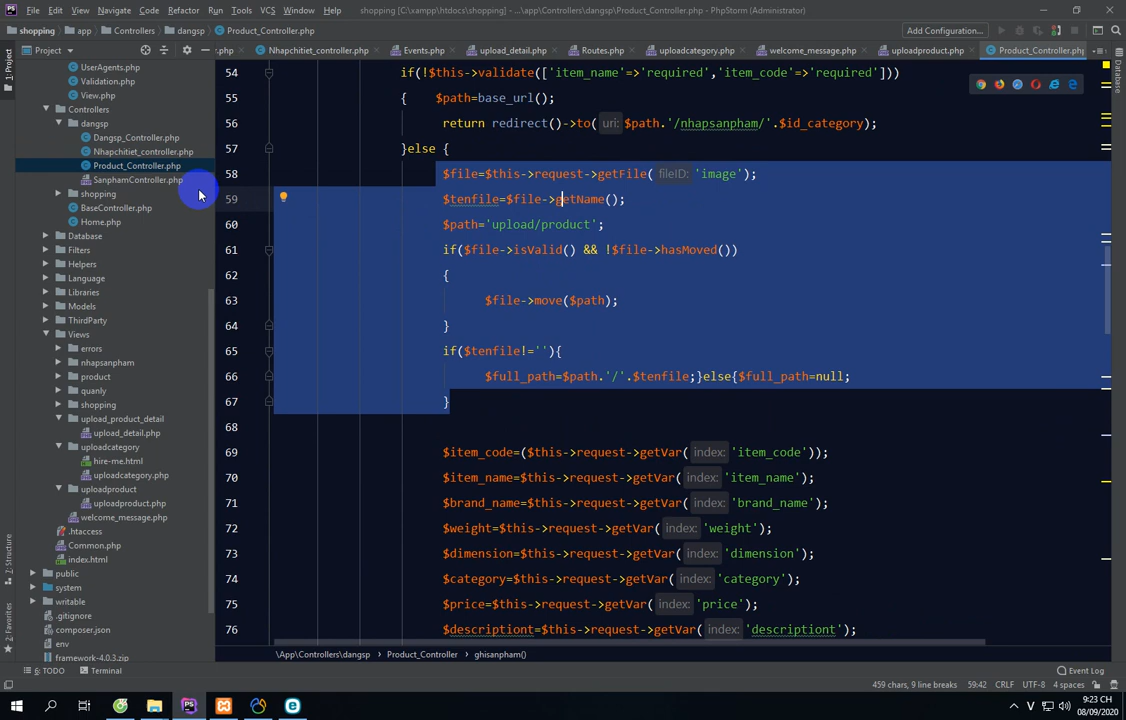 File Edit View Navigate Code Refactor Run Tools VCS Window Help shopping [C:\xampp\htdocs\shopping] - ...\app\Controllers\dangsp\Product_Controller.php - PhpStorm (Administrator)
shopping app Controllers dangsp Product_Controller.php Add Configuration...
Project .php Nhapchitiet_controller.php Events.php upload_detail.php Routes.php uploadcategory.php welcome_message.php uploadproduct.php Product_Controller.php
1: Project
Database
UserAgents.php
Validation.php
View.php
Controllers
dangsp
Dangsp_Controller.php
Nhapchitiet_controller.php
Product_Controller.php
SanphamController.php
shopping
BaseController.php
Home.php
Database
Filters
Helpers
Language
Libraries
Models
ThirdParty
Views
errors
nhapsanpham
product
quanly
shopping
upload_product_detail
upload_detail.php
uploadcategory
hire-me.html
uploadcategory.php
uploadproduct
uploadproduct.php
welcome_message.php
.htaccess
Common.php
index.html
public
system
writable
.gitignore
composer.json
env
framework-4.0.3.zip
Z: Structure
2: Favorites
54 if(!$this->validate(['item_name'=>'required','item_code'=>'required']))
55 { $path=base_url();
56 return redirect()->to( uri: $path.'/nhapsanpham/'.$id_category);
57 }else {
58 $file=$this->request->getFile( fileID: 'image');
59 $tenfile=$file->getName();
60 $path='upload/product';
61 if($file->isValid() && !$file->hasMoved())
62 {
63 $file->move($path);
64 }
65 if($tenfile!=''){
66 $full_path=$path.'/'.$tenfile;}else{$full_path=null;
67 }
68
69 $item_code=($this->request->getVar( index: 'item_code'));
70 $item_name=$this->request->getVar( index: 'item_name');
71 $brand_name=$this->request->getVar( index: 'brand_name');
72 $weight=$this->request->getVar( index: 'weight');
73 $dimension=$this->request->getVar( index: 'dimension');
74 $category=$this->request->getVar( index: 'category');
75 $price=$this->request->getVar( index: 'price');
76 $descriptiont=$this->request->getVar( index: 'descriptiont');
\App\Controllers\dangsp Product_Controller ghisanpham()
6: TODO Terminal Event Log
459 chars, 9 line breaks 59:42 CRLF UTF-8 4 spaces
PS V 9:23 CH
08/09/2020